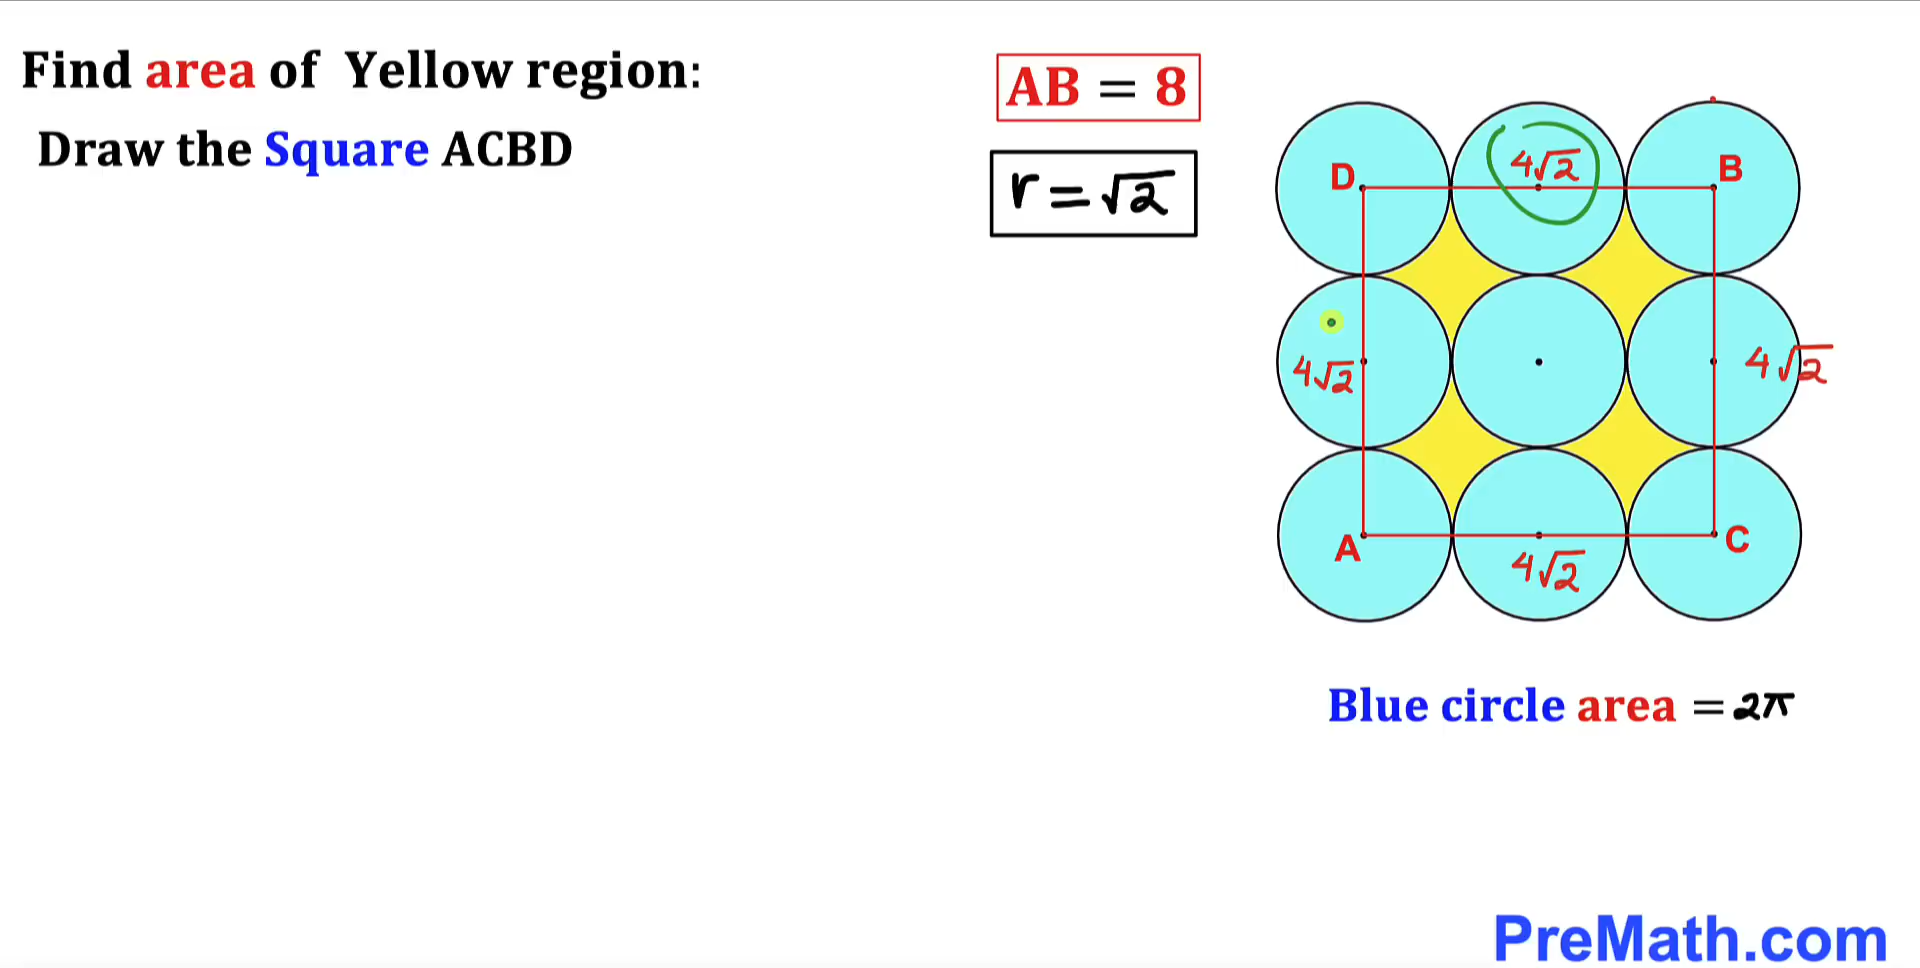 Find area of Yellow region:
Draw the Square ACBD
AB = 8
r = √2
D
4√2
B
4√2
4√2
A
C
4√2
Blue circle area = 2π
PreMath.com